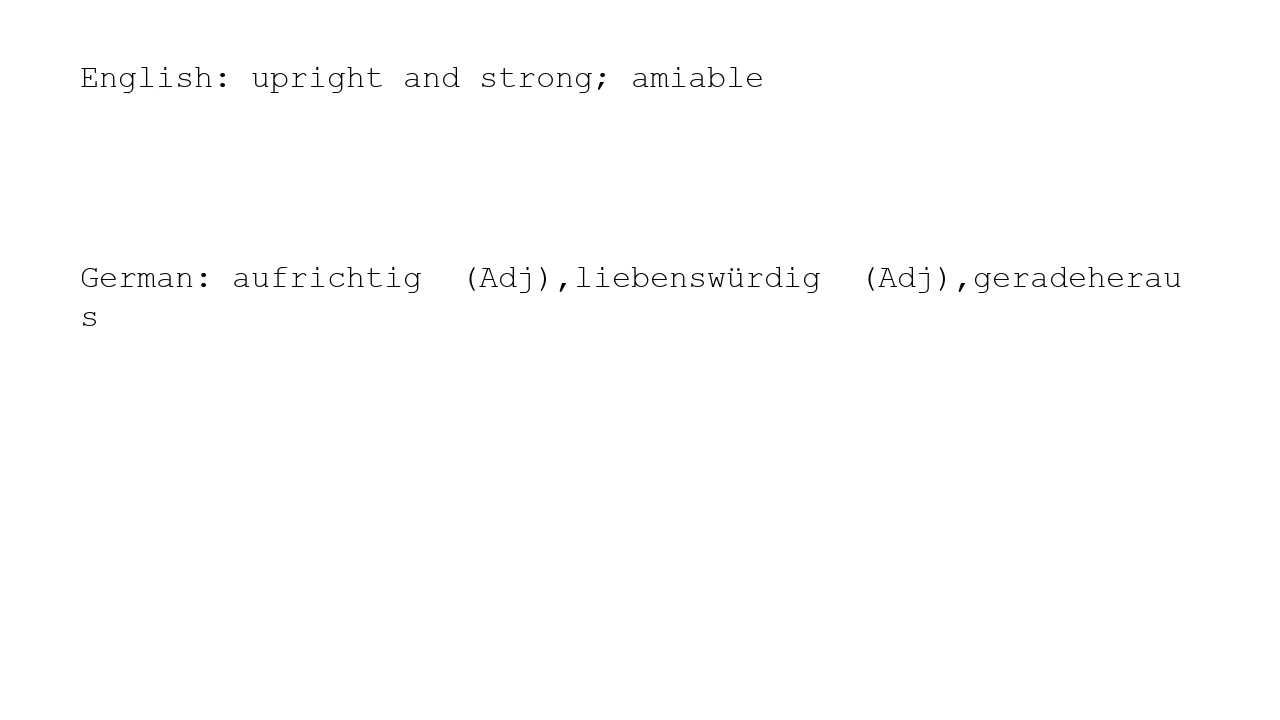 English: upright and strong; amiable
German: aufrichtig  (Adj),liebenswürdig  (Adj),geradeherau
s